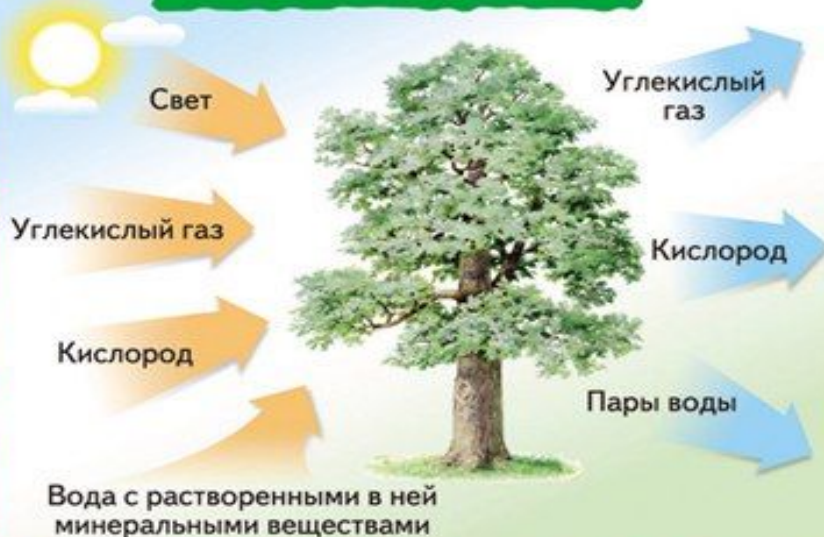 Свет
Углекислый газ
Кислород
Вода с растворенными в ней
минеральными веществами
Углекислый
газ
Кислород
Пары воды